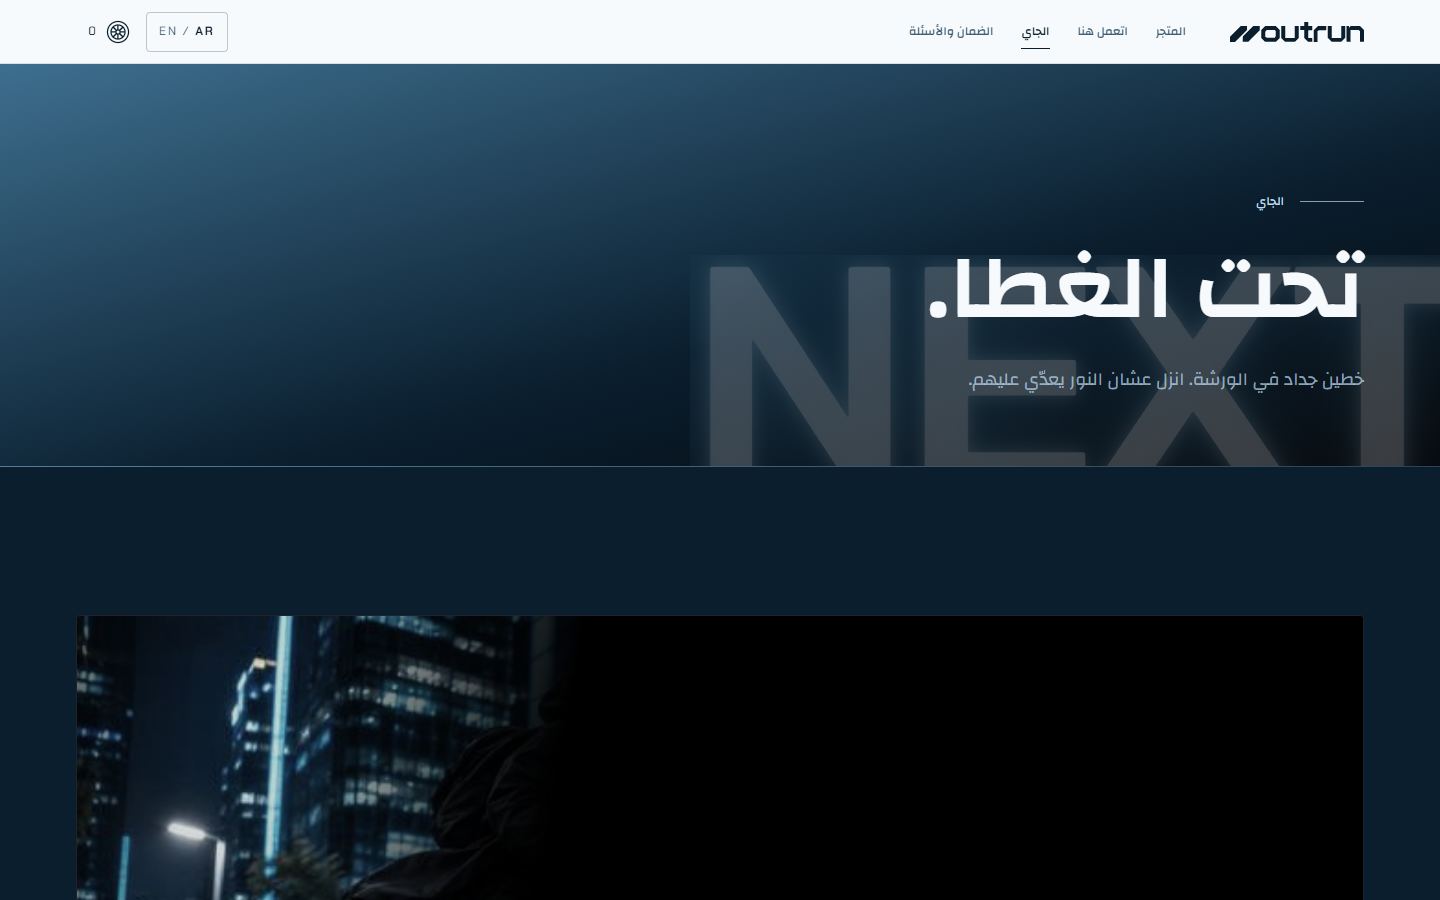 outrun
المتجر
اتعمل هنا
الجاي
الضمان والأسئلة
EN / AR
0
الجاي
تحت الغطا.
NEXT
خطين جداد في الورشة. انزل عشان النور يعدّي عليهم.